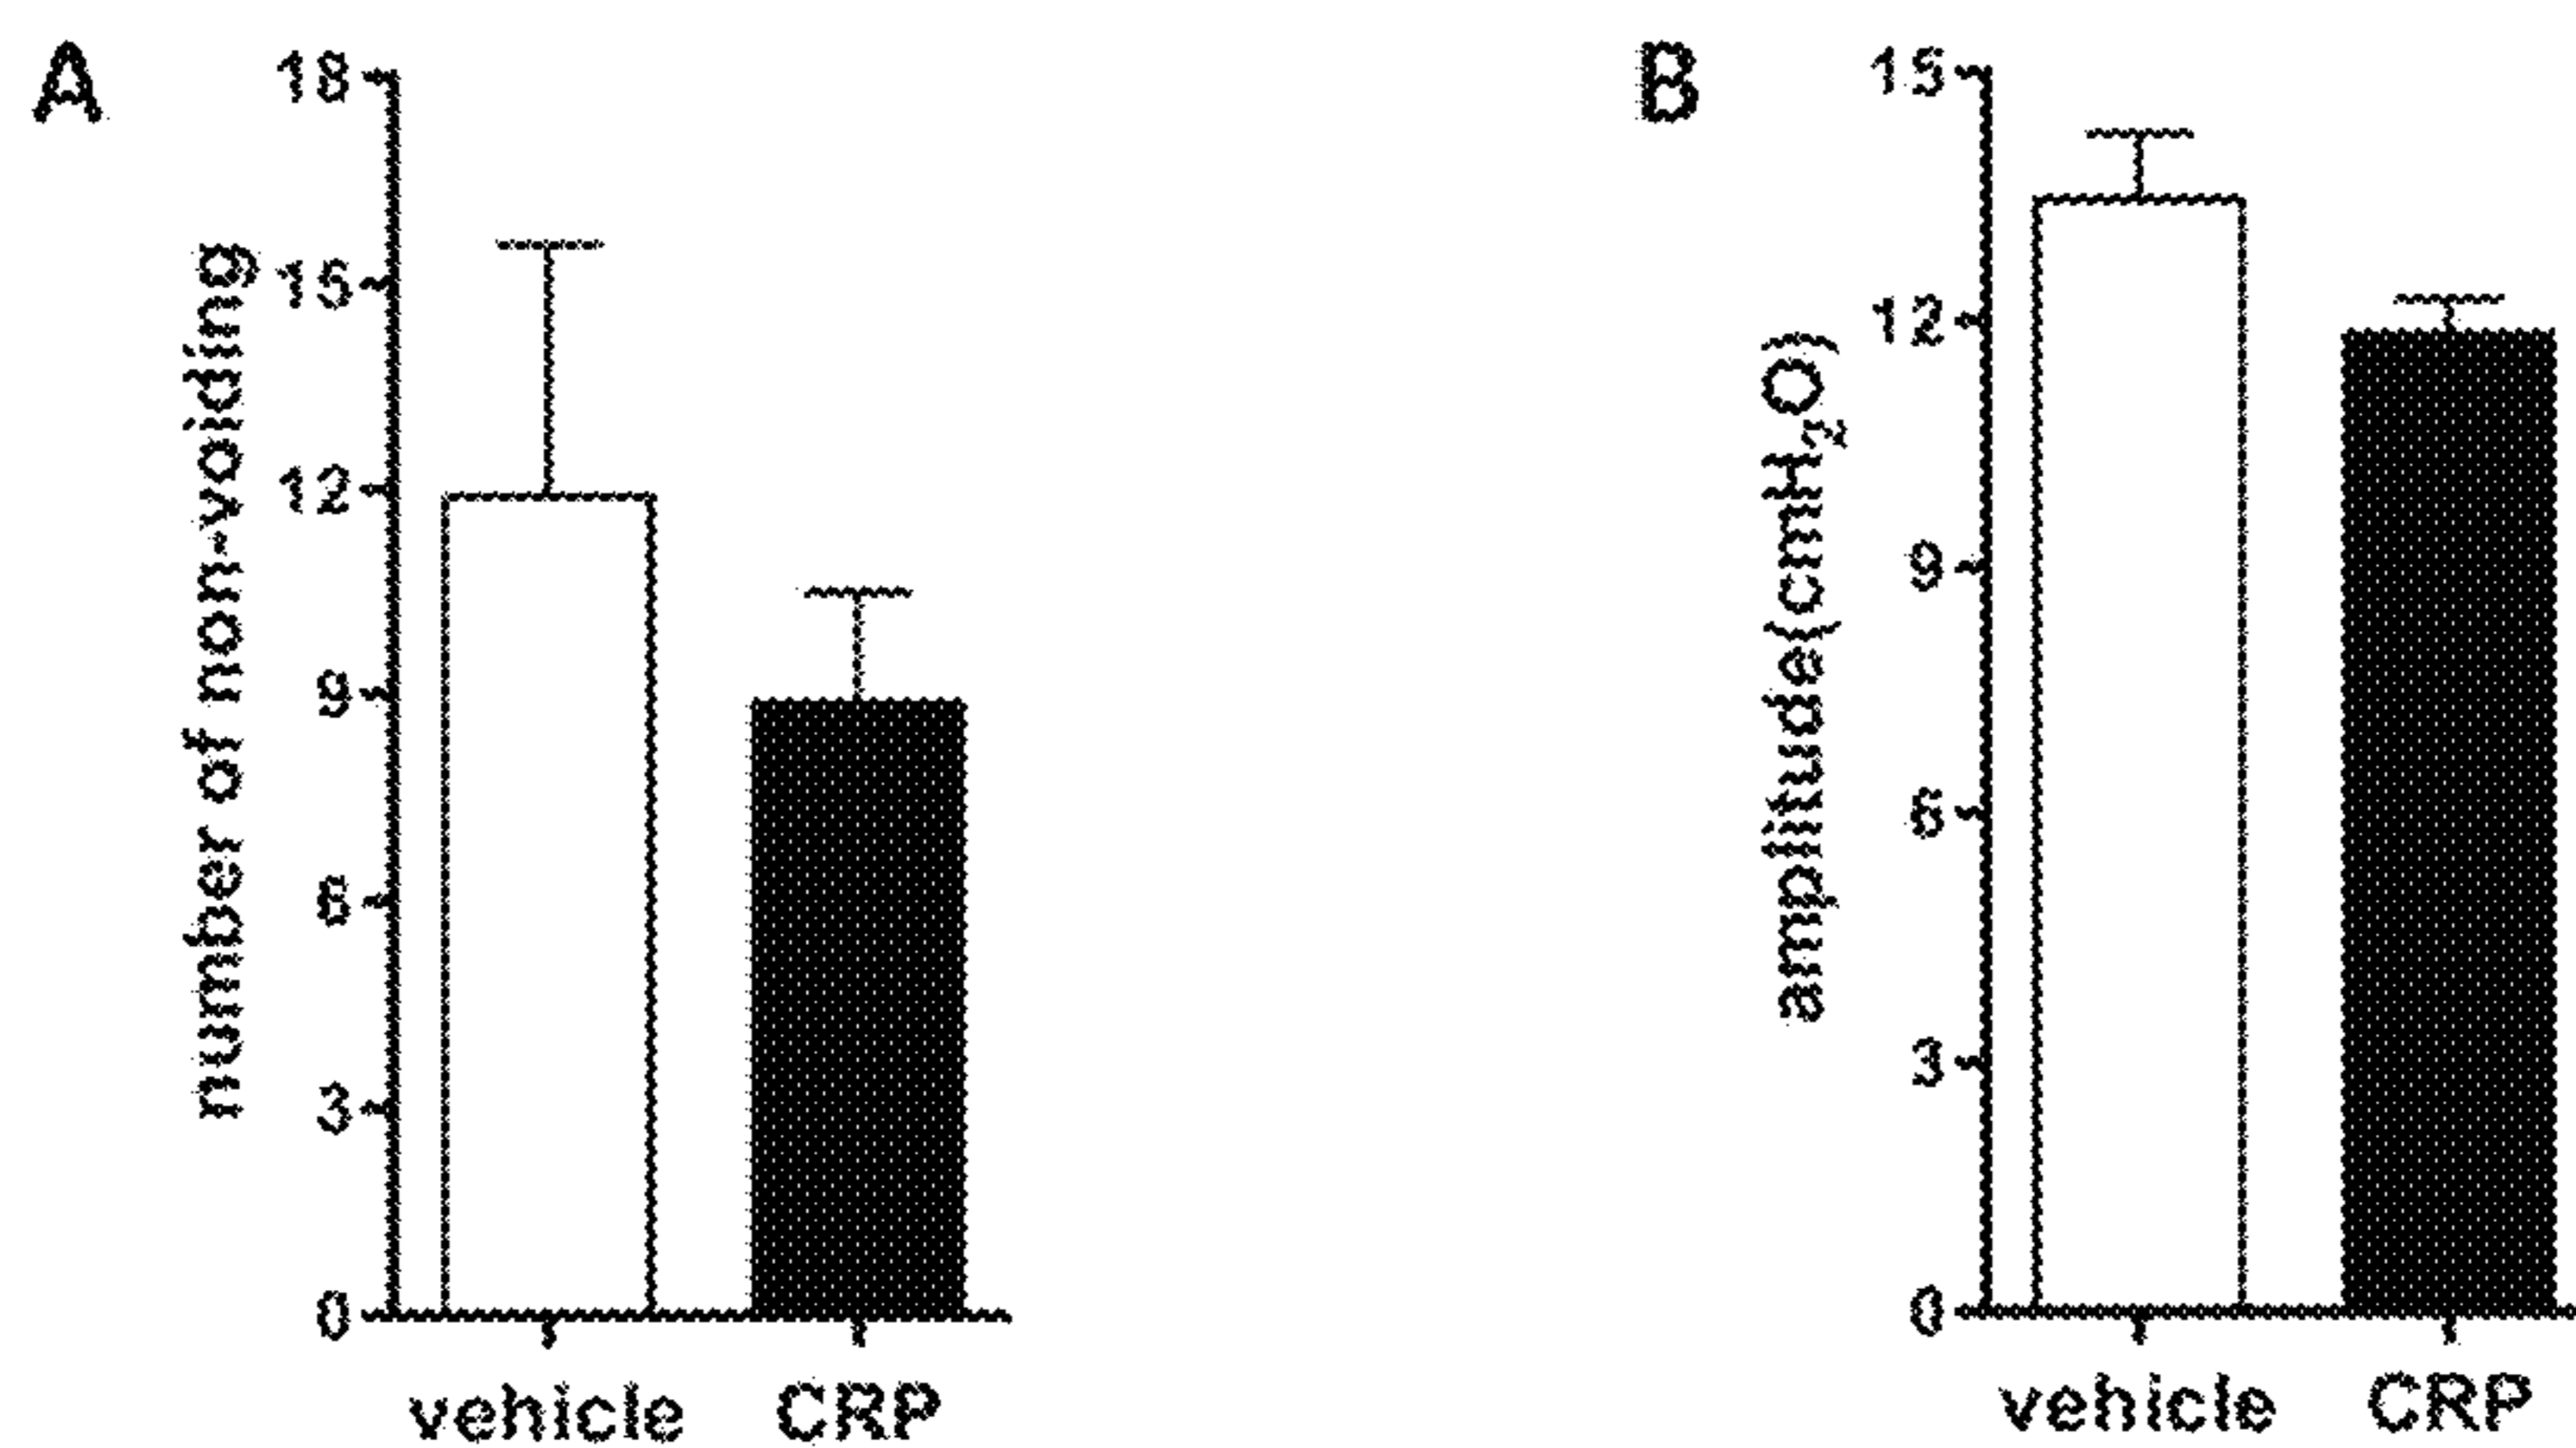 A
number of non-voiding
18
15
12
9
6
3
0
vehicle CRP
B
amplitude(cmH₂O)
15
12
9
6
3
0
vehicle CRP